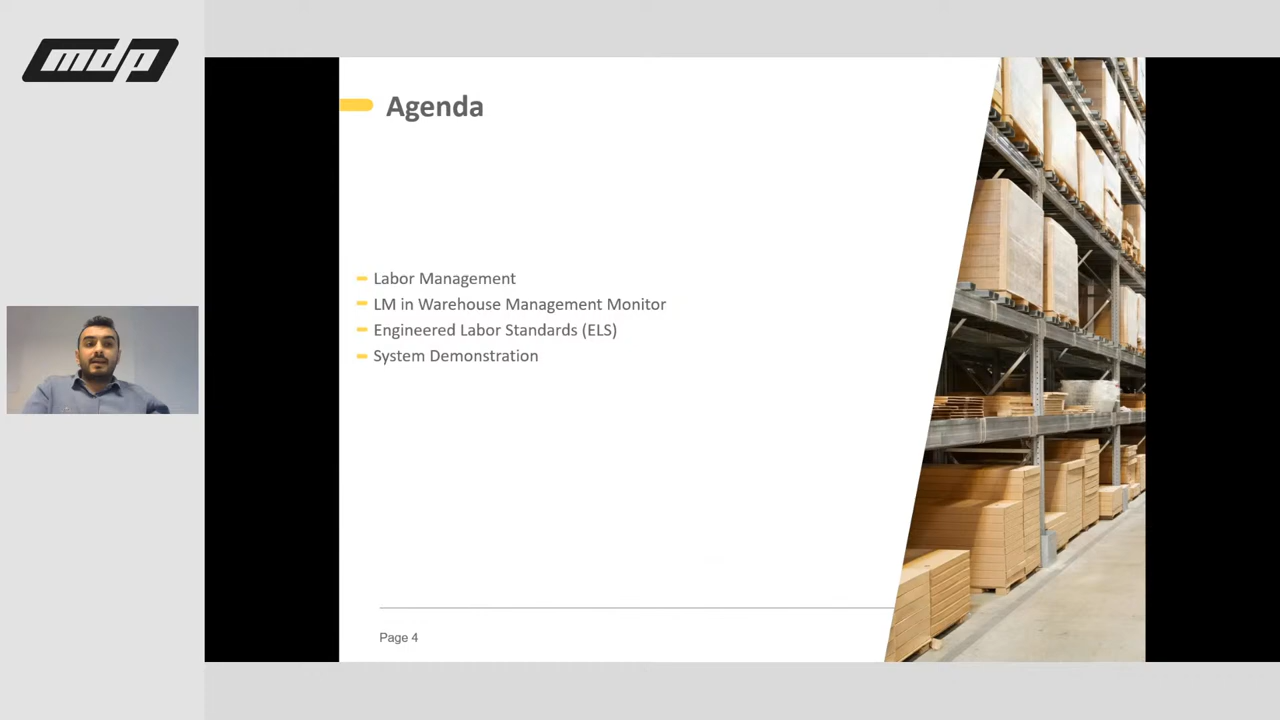 mdp
Agenda
Labor Management
LM in Warehouse Management Monitor
Engineered Labor Standards (ELS)
System Demonstration
Page 4